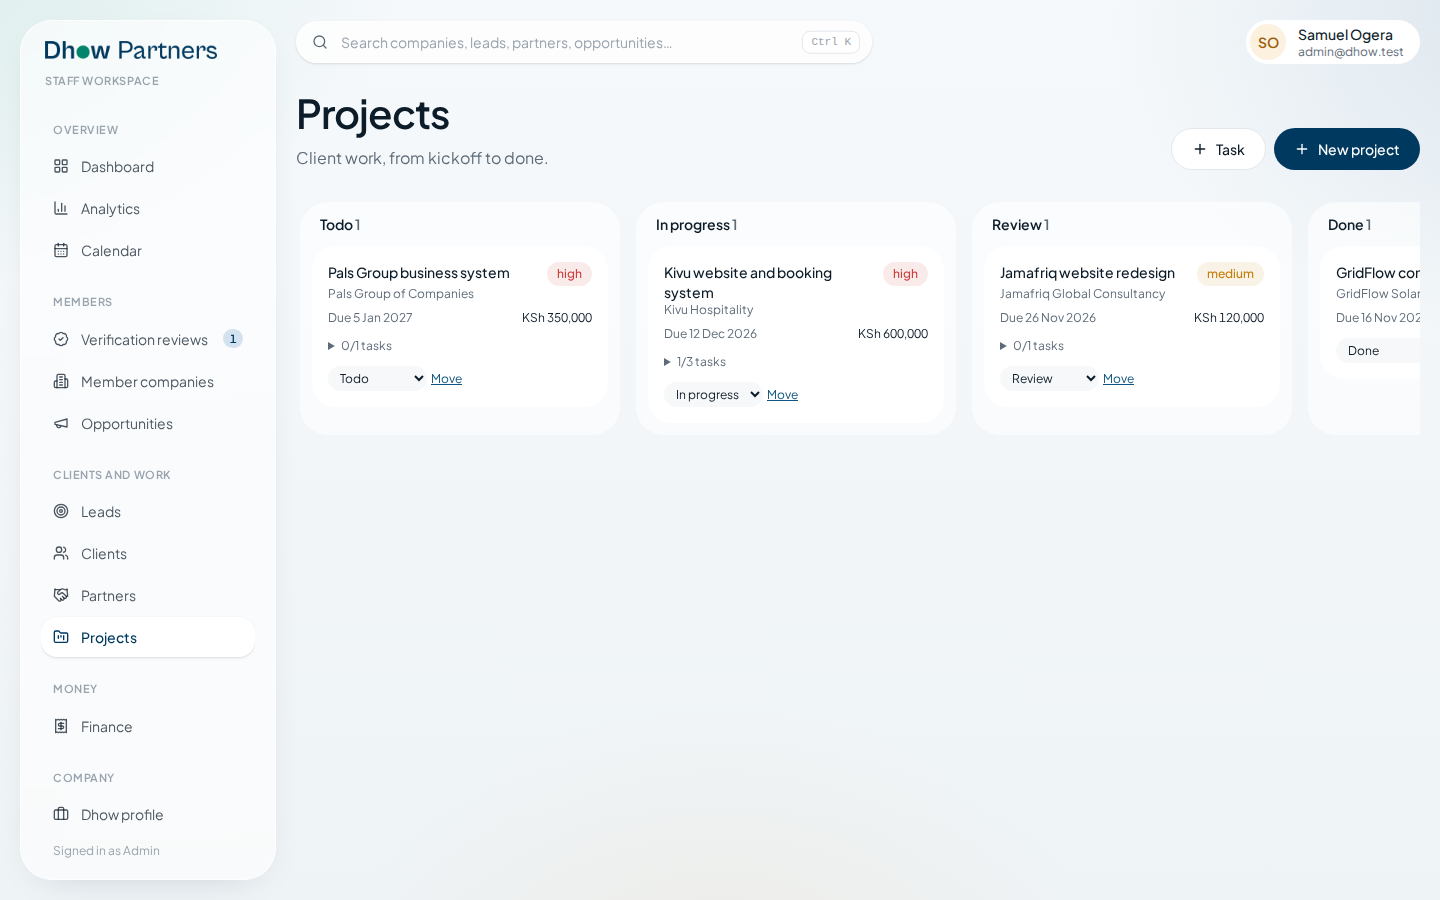 Dhow Partners
STAFF WORKSPACE
OVERVIEW
Dashboard
Analytics
Calendar
MEMBERS
Verification reviews 1
Member companies
Opportunities
CLIENTS AND WORK
Leads
Clients
Partners
Projects
MONEY
Finance
COMPANY
Dhow profile
Signed in as Admin
Search companies, leads, partners, opportunities... Ctrl K
SO
Samuel Ogera
admin@dhow.test
Projects
Client work, from kickoff to done.
+ Task
+ New project
Todo 1
Pals Group business system high
Pals Group of Companies
Due 5 Jan 2027 KSh 350,000
0/1 tasks
Todo Move
In progress 1
Kivu website and booking system high
Kivu Hospitality
Due 12 Dec 2026 KSh 600,000
1/3 tasks
In progress Move
Review 1
Jamafriq website redesign medium
Jamafriq Global Consultancy
Due 26 Nov 2026 KSh 120,000
0/1 tasks
Review Move
Done 1
GridFlow
GridFlow Solar
Due 16 Nov
Done